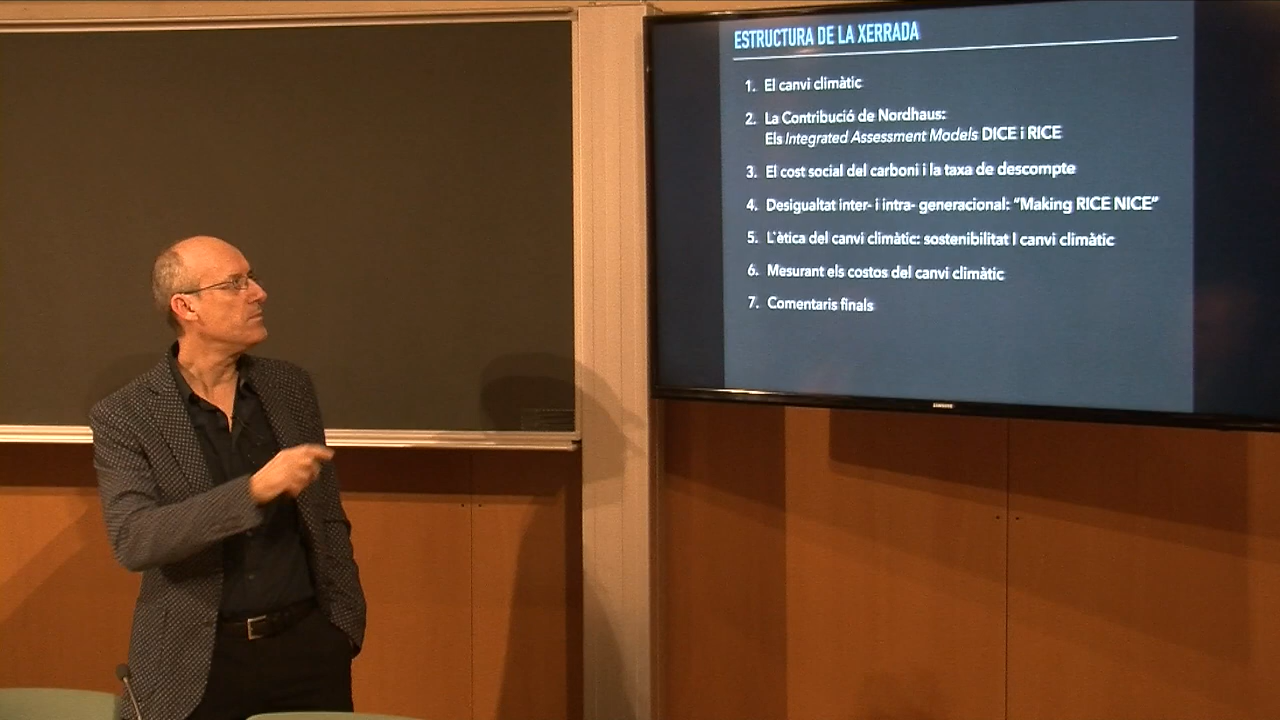 ESTRUCTURA DE LA XERRADA
1. El canvi climàtic
2. La Contribució de Nordhaus:
Els Integrated Assessment Models DICE i RICE
3. El cost social del carboni i la taxa de descompte
4. Desigualtat inter- i intra- generacional: “Making RICE NICE”
5. L`ètica del canvi climàtic: sostenibilitat I canvi climàtic
6. Mesurant els costos del canvi climàtic
7. Comentaris finals
SAMSUNG